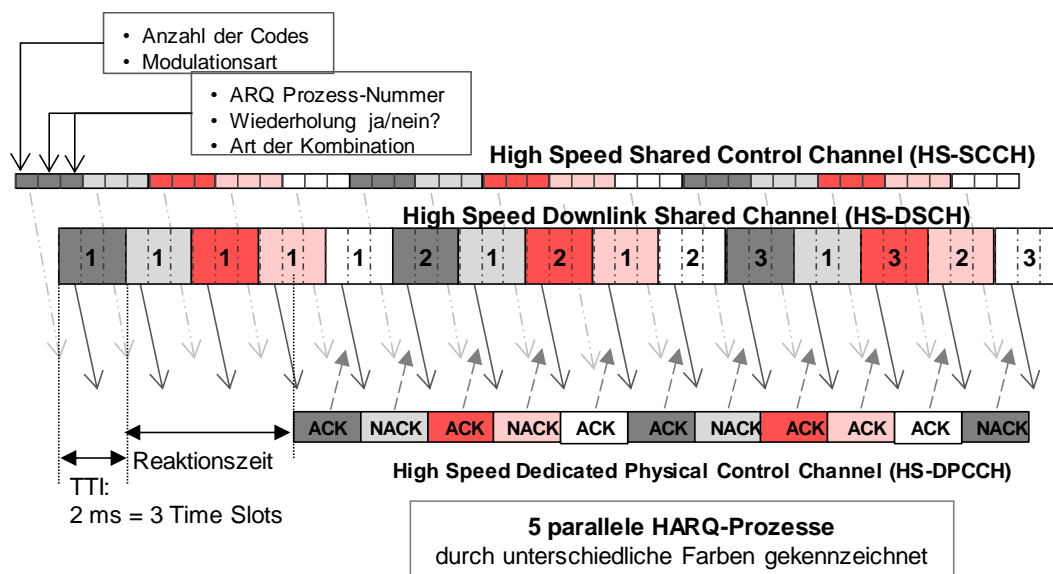 • Anzahl der Codes
• Modulationsart
• ARQ Prozess-Nummer
• Wiederholung ja/nein?
• Art der Kombination
High Speed Shared Control Channel (HS-SCCH)
High Speed Downlink Shared Channel (HS-DSCH)
1 1 1 1 1 2 1 2 1 2 3 1 3 2 3
ACK NACK ACK NACK ACK ACK NACK ACK ACK ACK NACK
Reaktionszeit
High Speed Dedicated Physical Control Channel (HS-DPCCH)
TTI:
2 ms = 3 Time Slots
5 parallele HARQ-Prozesse
durch unterschiedliche Farben gekennzeichnet